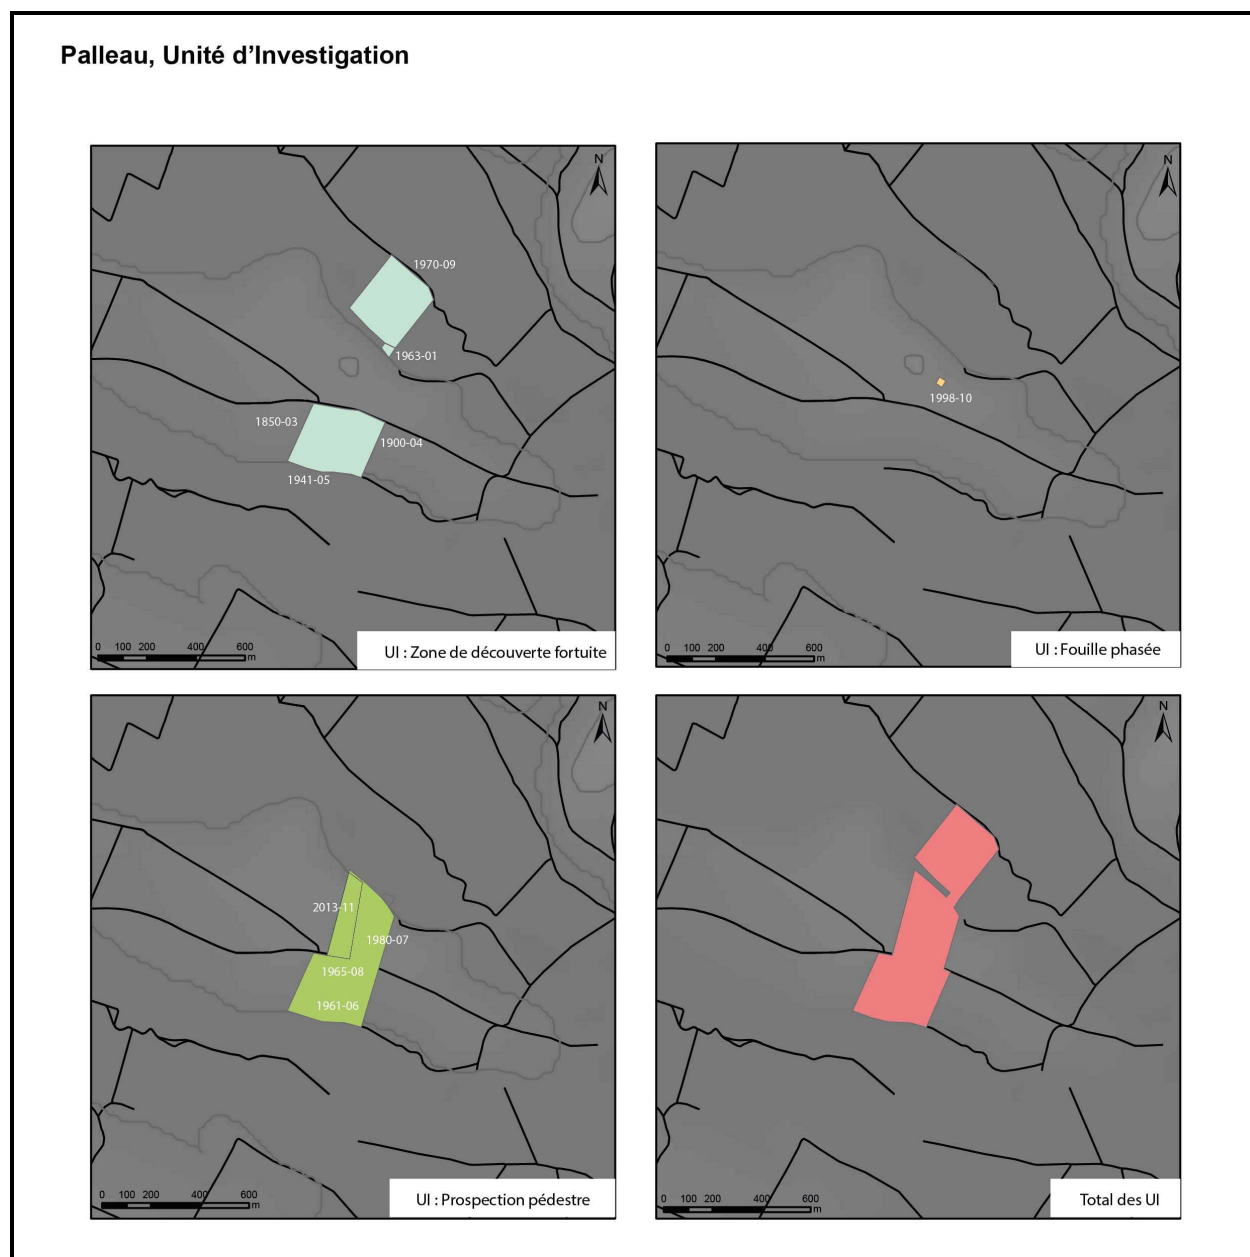 Palleau, Unité d'Investigation
N
1970-09
1963-01
1850-03
1900-04
1941-05
0 100 200 400 600
m
UI : Zone de découverte fortuite
N
1998-10
0 100 200 400 600
m
UI : Fouille phasée
N
2013-11
1980-07
1965-08
1961-06
0 100 200 400 600
m
UI : Prospection pédestre
N
0 100 200 400 600
m
Total des UI